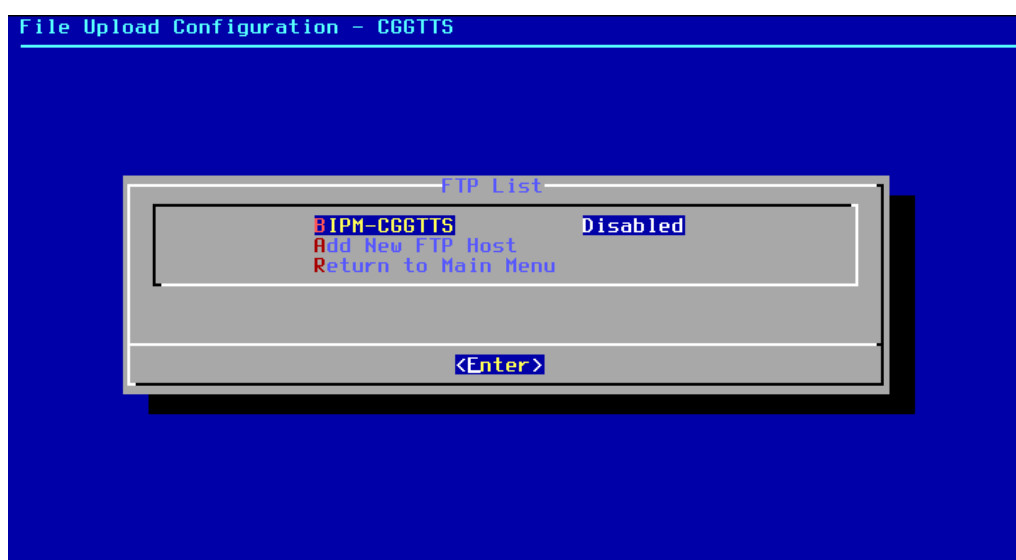 File Upload Configuration - CGGTTS
FTP List
BIPM-CGGTTS Disabled
Add New FTP Host
Return to Main Menu
<Enter>